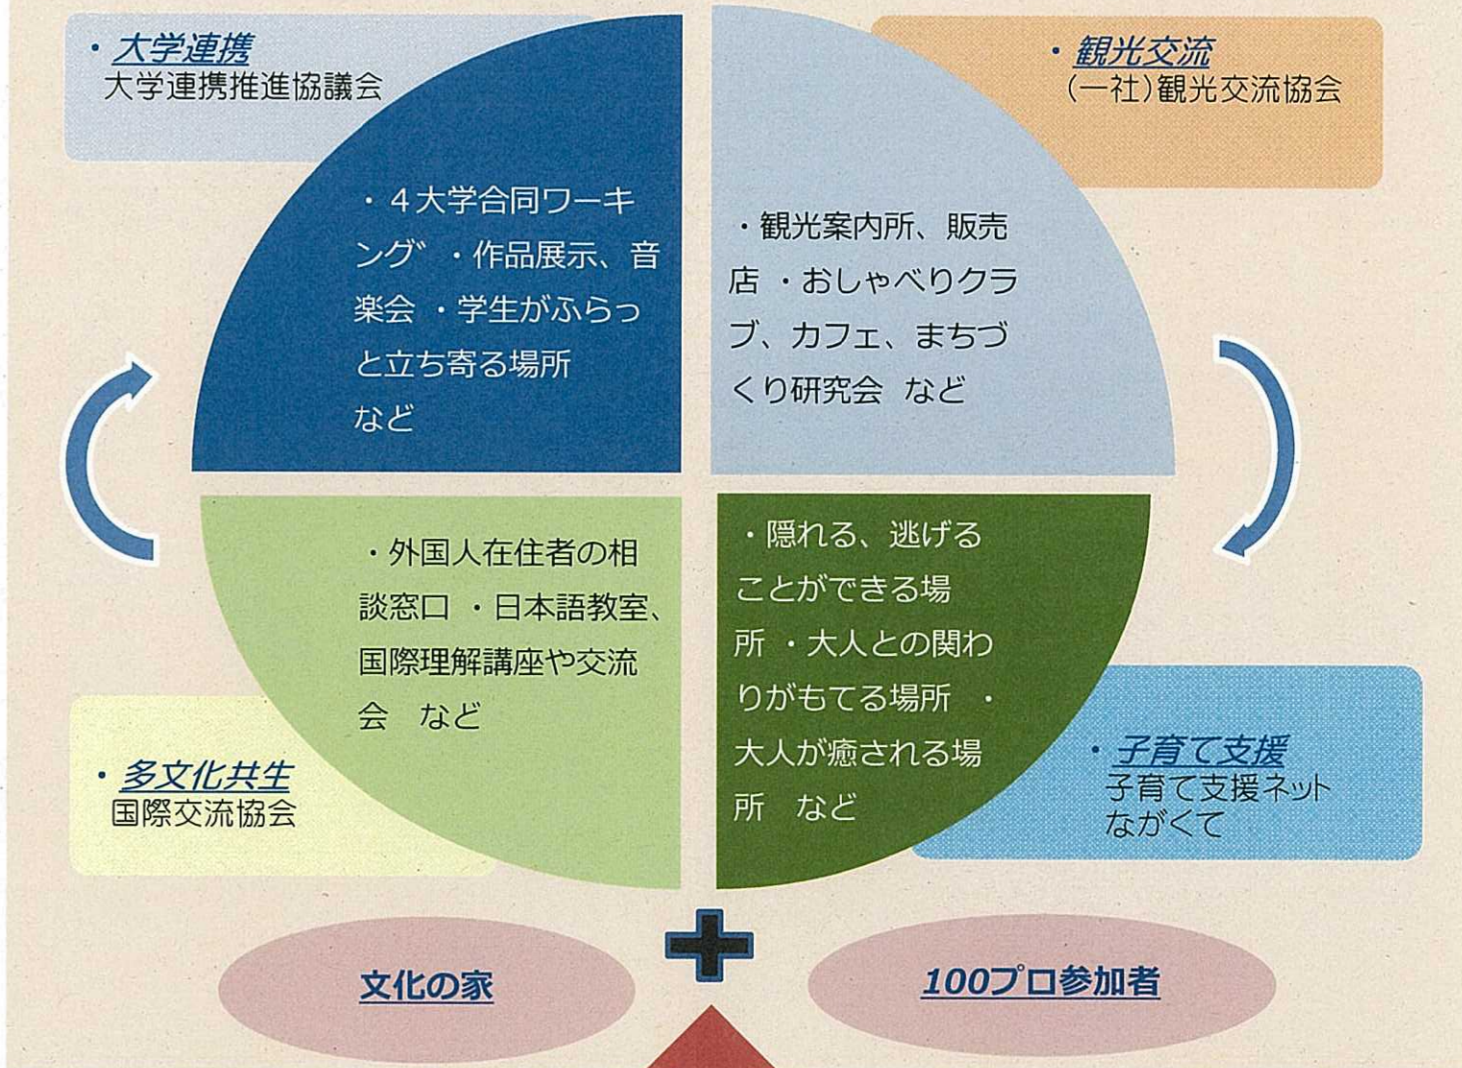 ・大学連携
大学連携推進協議会
・観光交流
(一社)観光交流協会
・４大学合同ワーキ
ング ・作品展示、音
楽会 ・学生がふらっ
と立ち寄る場所
など
・観光案内所、販売
店 ・おしゃべりクラ
ブ、カフェ、まちづ
くり研究会 など
・外国人在住者の相
談窓口 ・日本語教室、
国際理解講座や交流
会 など
・隠れる、逃げる
ことができる場
所 ・大人との関わ
りがもてる場所 ・
大人が癒される場
所 など
・多文化共生
国際交流協会
・子育て支援
子育て支援ネット
ながくて
文化の家
100プロ参加者